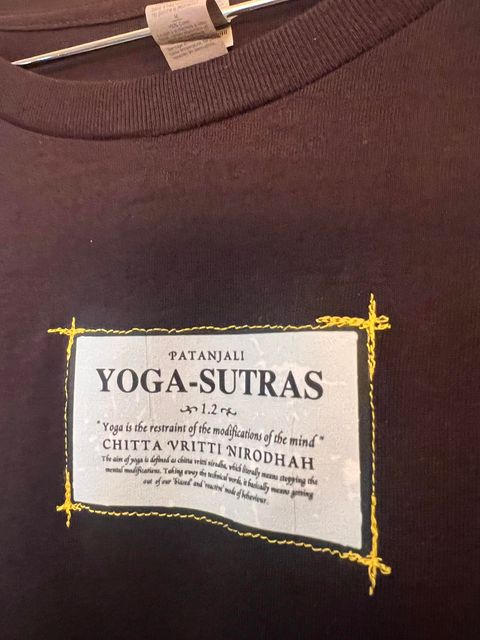 PATANJALI
YOGA-SUTRAS
1.2
"Yoga is the restraint of the modifications of the mind"
CHITTA VRITTI NIRODHAH
The aim of yoga is defined as chitta vritti nirodha, which literally means stopping the
mental modifications. Taking away the technical words, it basically means getting
out of our 'biased' and 'reactive' mode of behaviour.